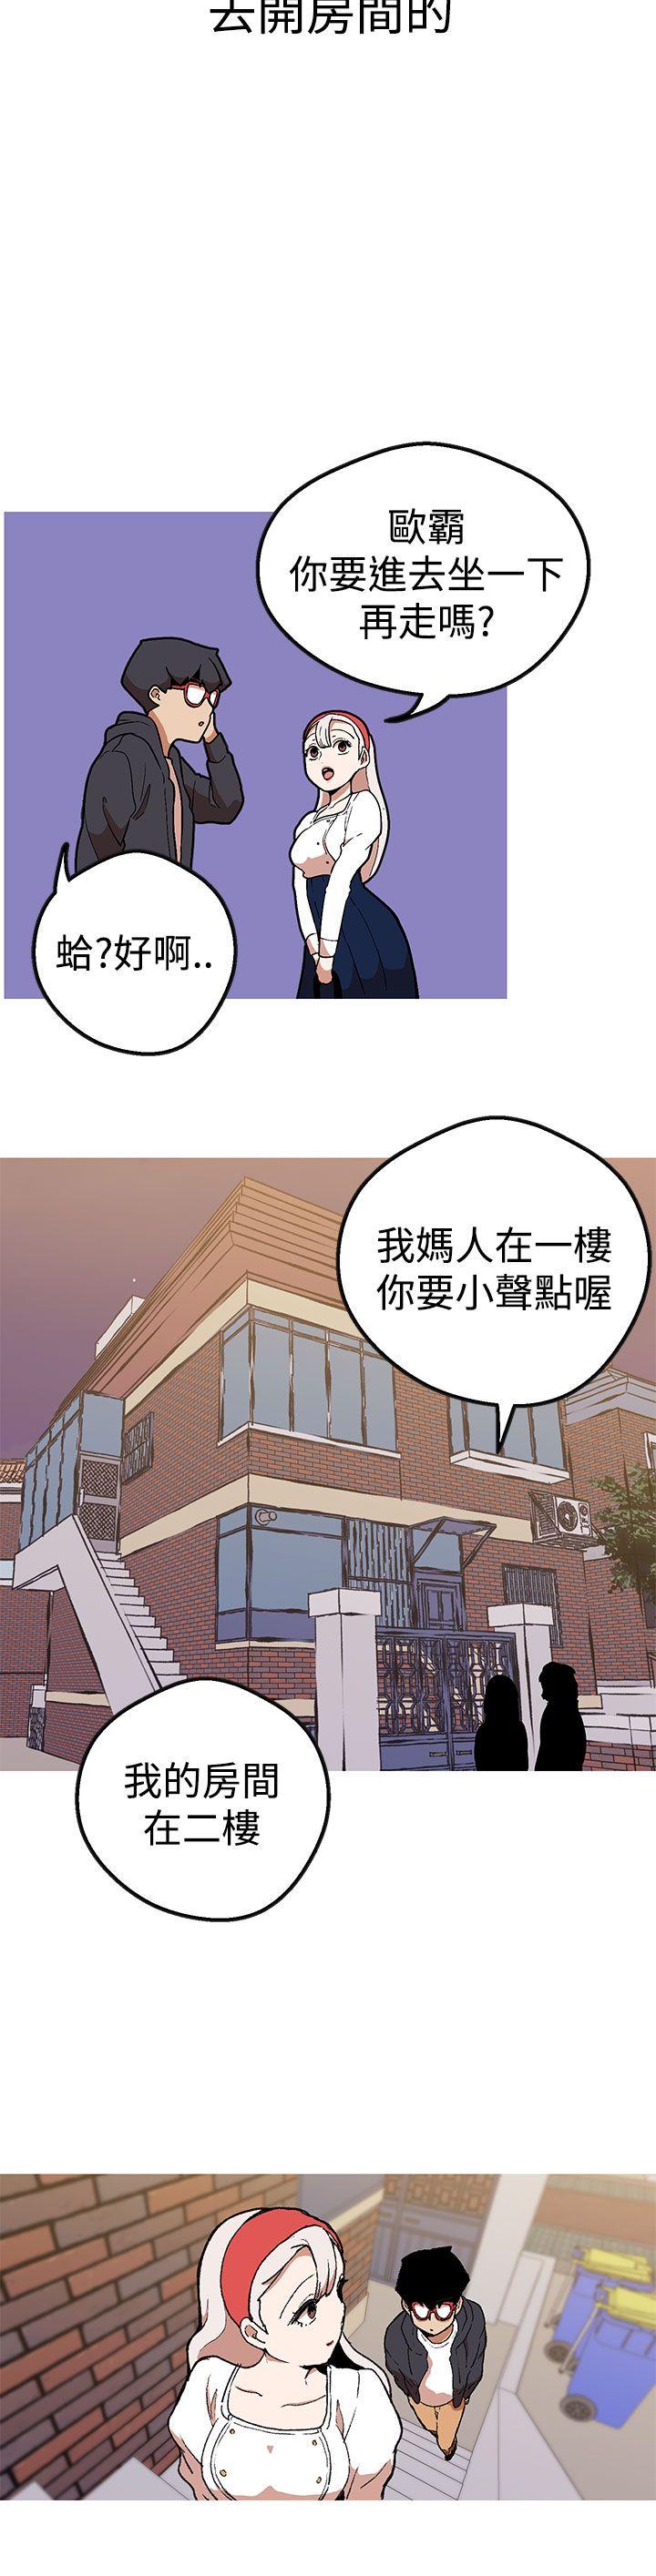 去開房間的
歐霸
你要進去坐一下
再走嗎?
蛤?好啊..
我媽人在一樓
你要小聲點喔
我的房間
在二樓